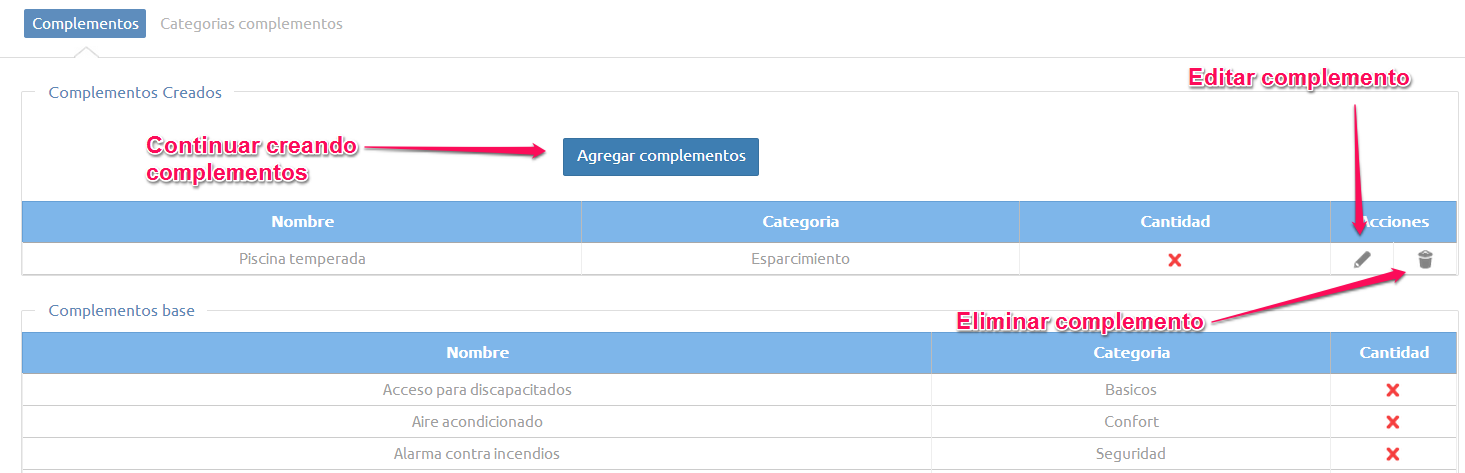 Complementos Categorias complementos
Editar complemento
Complementos Creados
Continuar creando
complementos
Agregar complementos
Nombre Categoria Cantidad Acciones
Piscina temperada Esparcimiento
Complementos base
Eliminar complemento
Nombre Categoria Cantidad
Acceso para discapacitados Basicos
Aire acondicionado Confort
Alarma contra incendios Seguridad